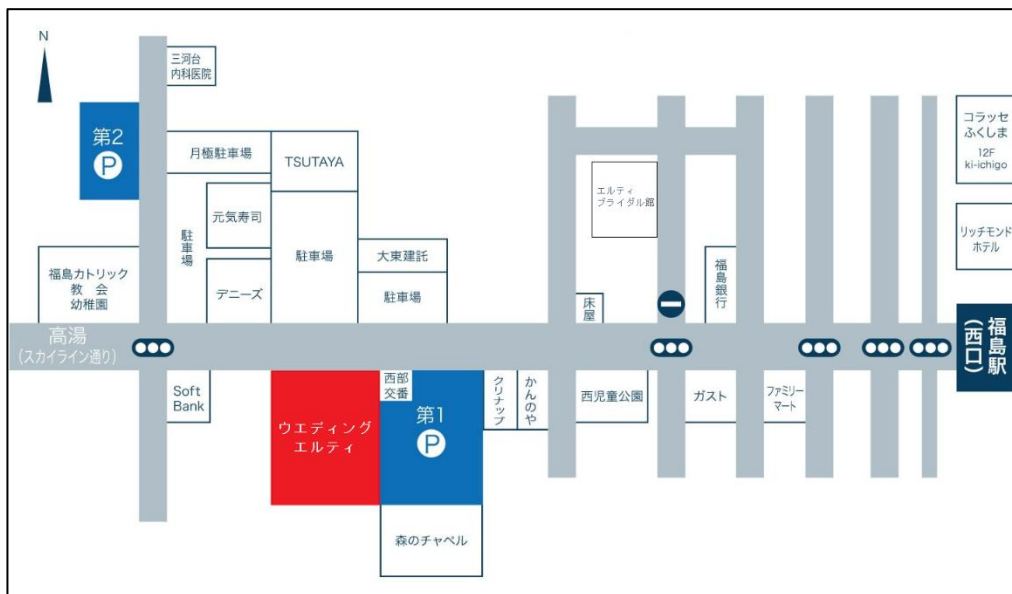 N
三河台
内科医院
第2
P
月極駐車場
TSUTAYA
元気寿司
駐車場
駐車場
デニーズ
大東建託
駐車場
福島カトリック
教 会
幼稚園
エルティ
ブライダル館
コラッセ
ふくしま
12F
ki-ichigo
リッチモンド
ホテル
床屋
福島銀行
福島駅
(西口)
高湯
(スカイライン通り)
Soft
Bank
ウエディング
エルティ
西部
交番
第1
P
クリナップ
かんのや
西児童公園
ガスト
ファミリー
マート
森のチャペル